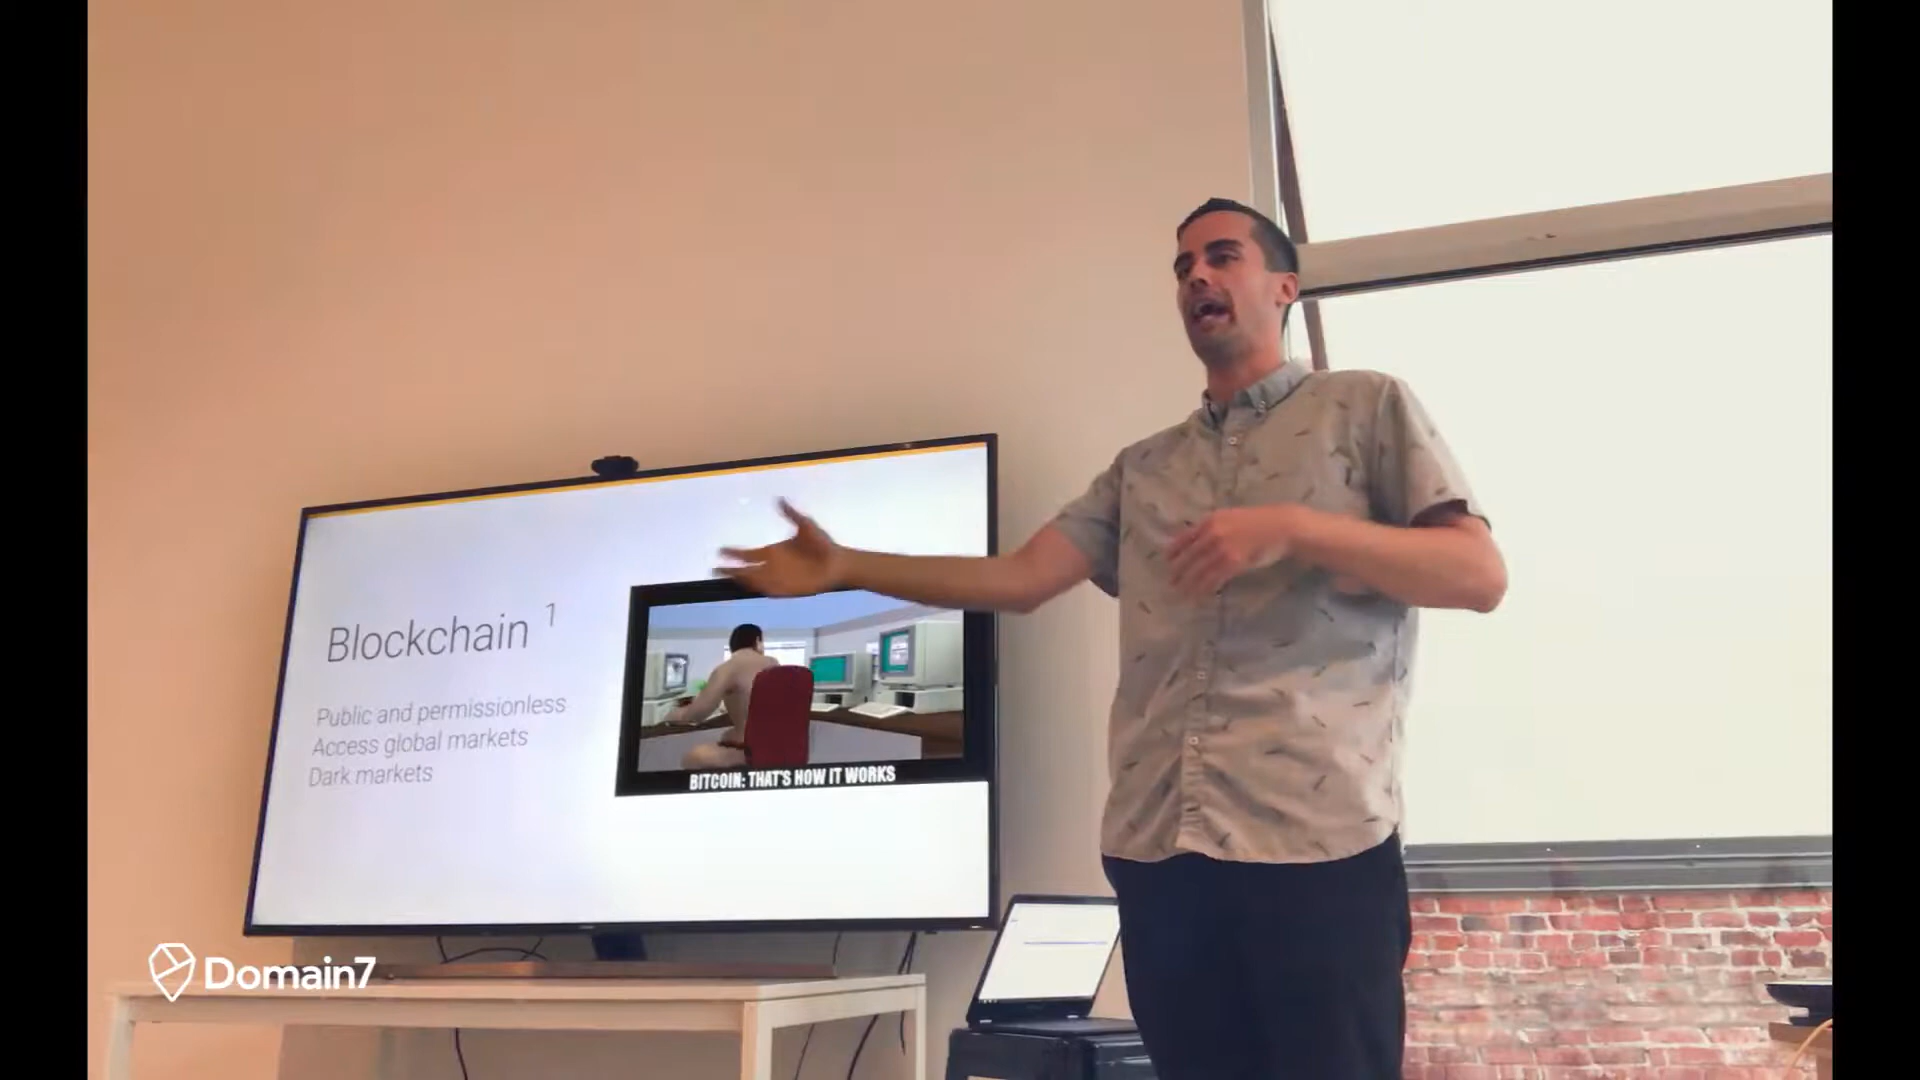 Blockchain 1
Public and permissionless
Access global markets
Dark markets
BITCOIN: THAT'S HOW IT WORKS
Domain7